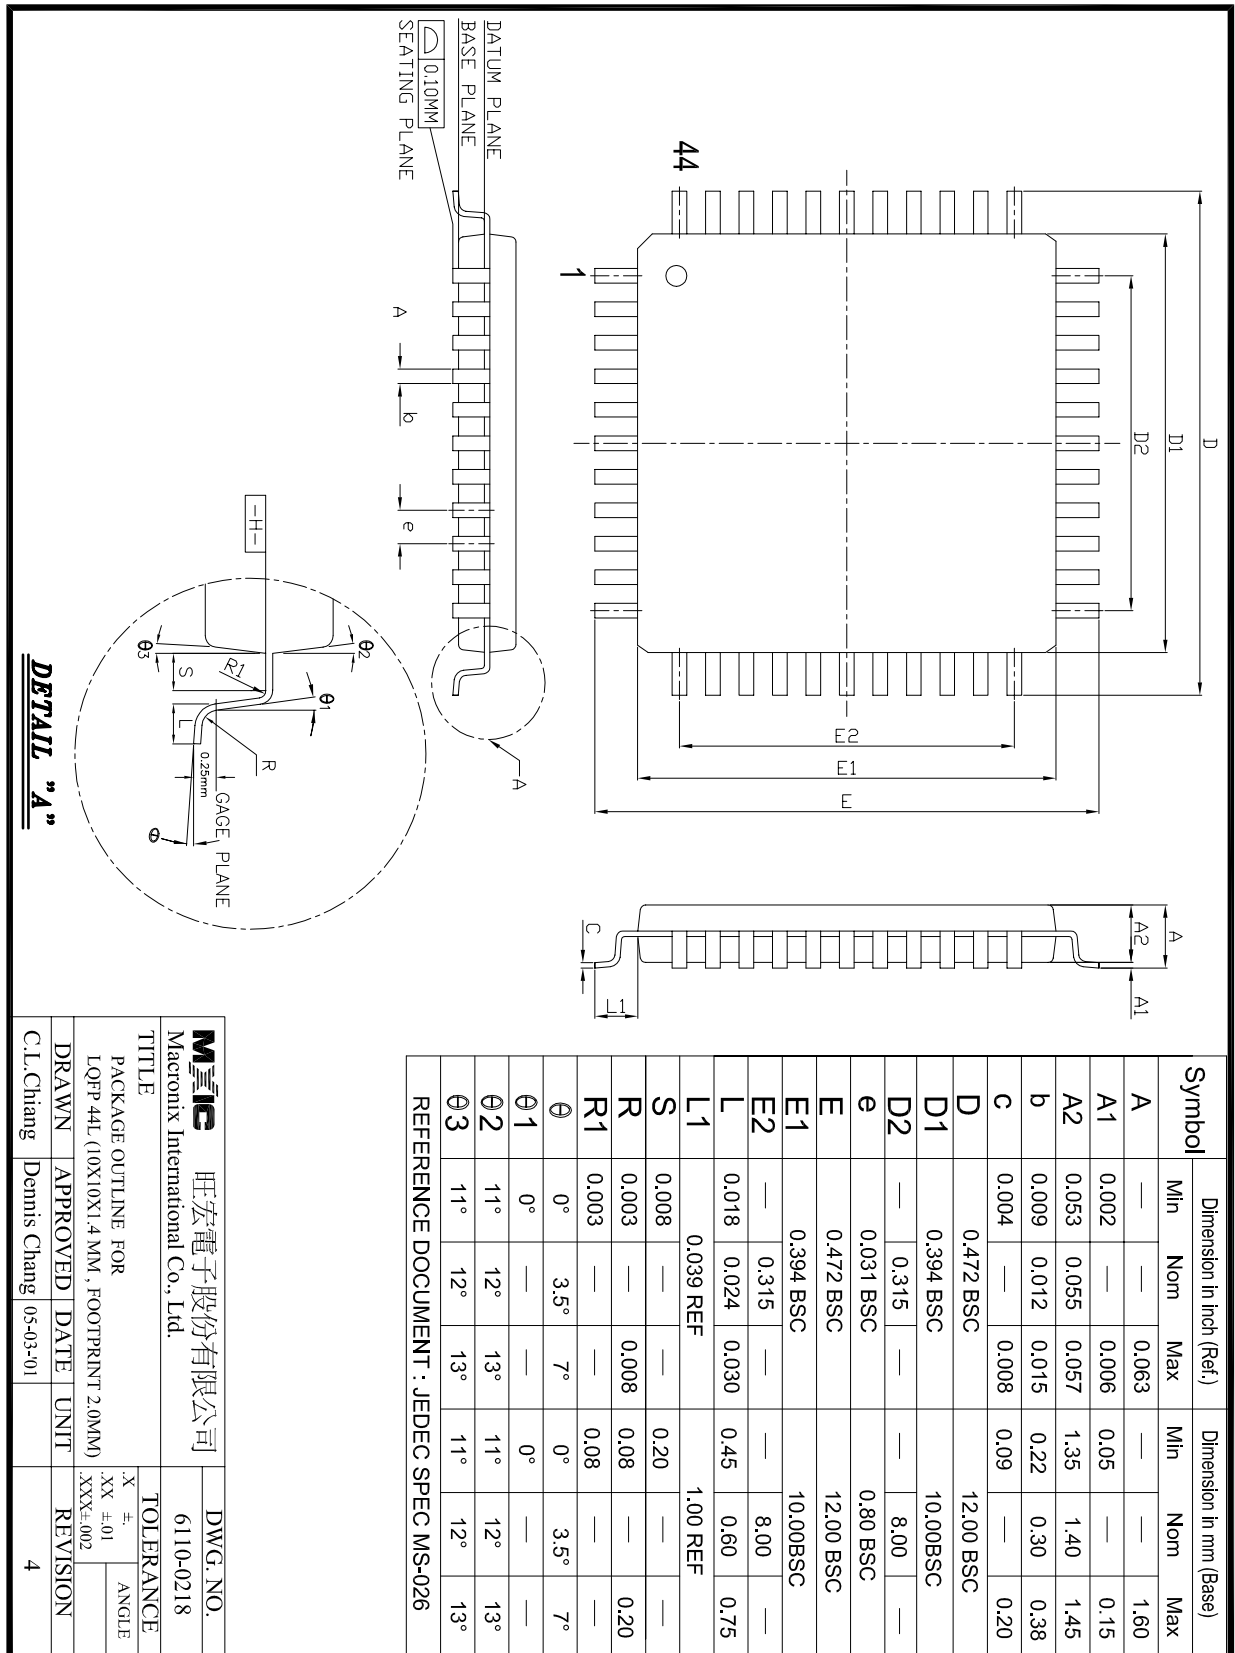 44
1
D
D1
D2
E2
E1
E
DATUM PLANE
BASE PLANE
0.10MM
SEATING PLANE
A
b
e
A
C
L1
A2
A
A1
-H-
θ2
θ3
S
R1
θ1
L
R
0.25mm
GAGE PLANE
θ
DETAIL "A"
Symbol Dimension in inch (Ref.) Dimension in mm (Base)
Min Nom Max Min Nom Max
A — — 0.063 — — 1.60
A1 0.002 — 0.006 0.05 — 0.15
A2 0.053 0.055 0.057 1.35 1.40 1.45
b 0.009 0.012 0.015 0.22 0.30 0.38
c 0.004 — 0.008 0.09 — 0.20
D 0.472 BSC 12.00 BSC
D1 0.394 BSC 10.00BSC
D2 — 0.315 — — 8.00 —
e 0.031 BSC 0.80 BSC
E 0.472 BSC 12.00 BSC
E1 0.394 BSC 10.00BSC
E2 — 0.315 — — 8.00 —
L 0.018 0.024 0.030 0.45 0.60 0.75
L1 0.039 REF 1.00 REF
S 0.008 — — 0.20 — —
R 0.003 — 0.008 0.08 — 0.20
R1 0.003 — — 0.08 — —
θ 0° 3.5° 7° 0° 3.5° 7°
θ1 0° — — 0° — —
θ2 11° 12° 13° 11° 12° 13°
θ3 11° 12° 13° 11° 12° 13°
REFERENCE DOCUMENT : JEDEC SPEC MS-026
MXIC 旺宏電子股份有限公司
Macronix International Co., Ltd.
DWG. NO.
6110-0218
TITLE
PACKAGE OUTLINE FOR
LQFP 44L (10X10X1.4 MM , FOOTPRINT 2.0MM)
TOLERANCE
.X ±.
.XX ±.01
.XXX±.002
ANGLE
DRAWN APPROVED DATE UNIT REVISION
C.L.Chiang Dennis Chang 05-03-'01 4